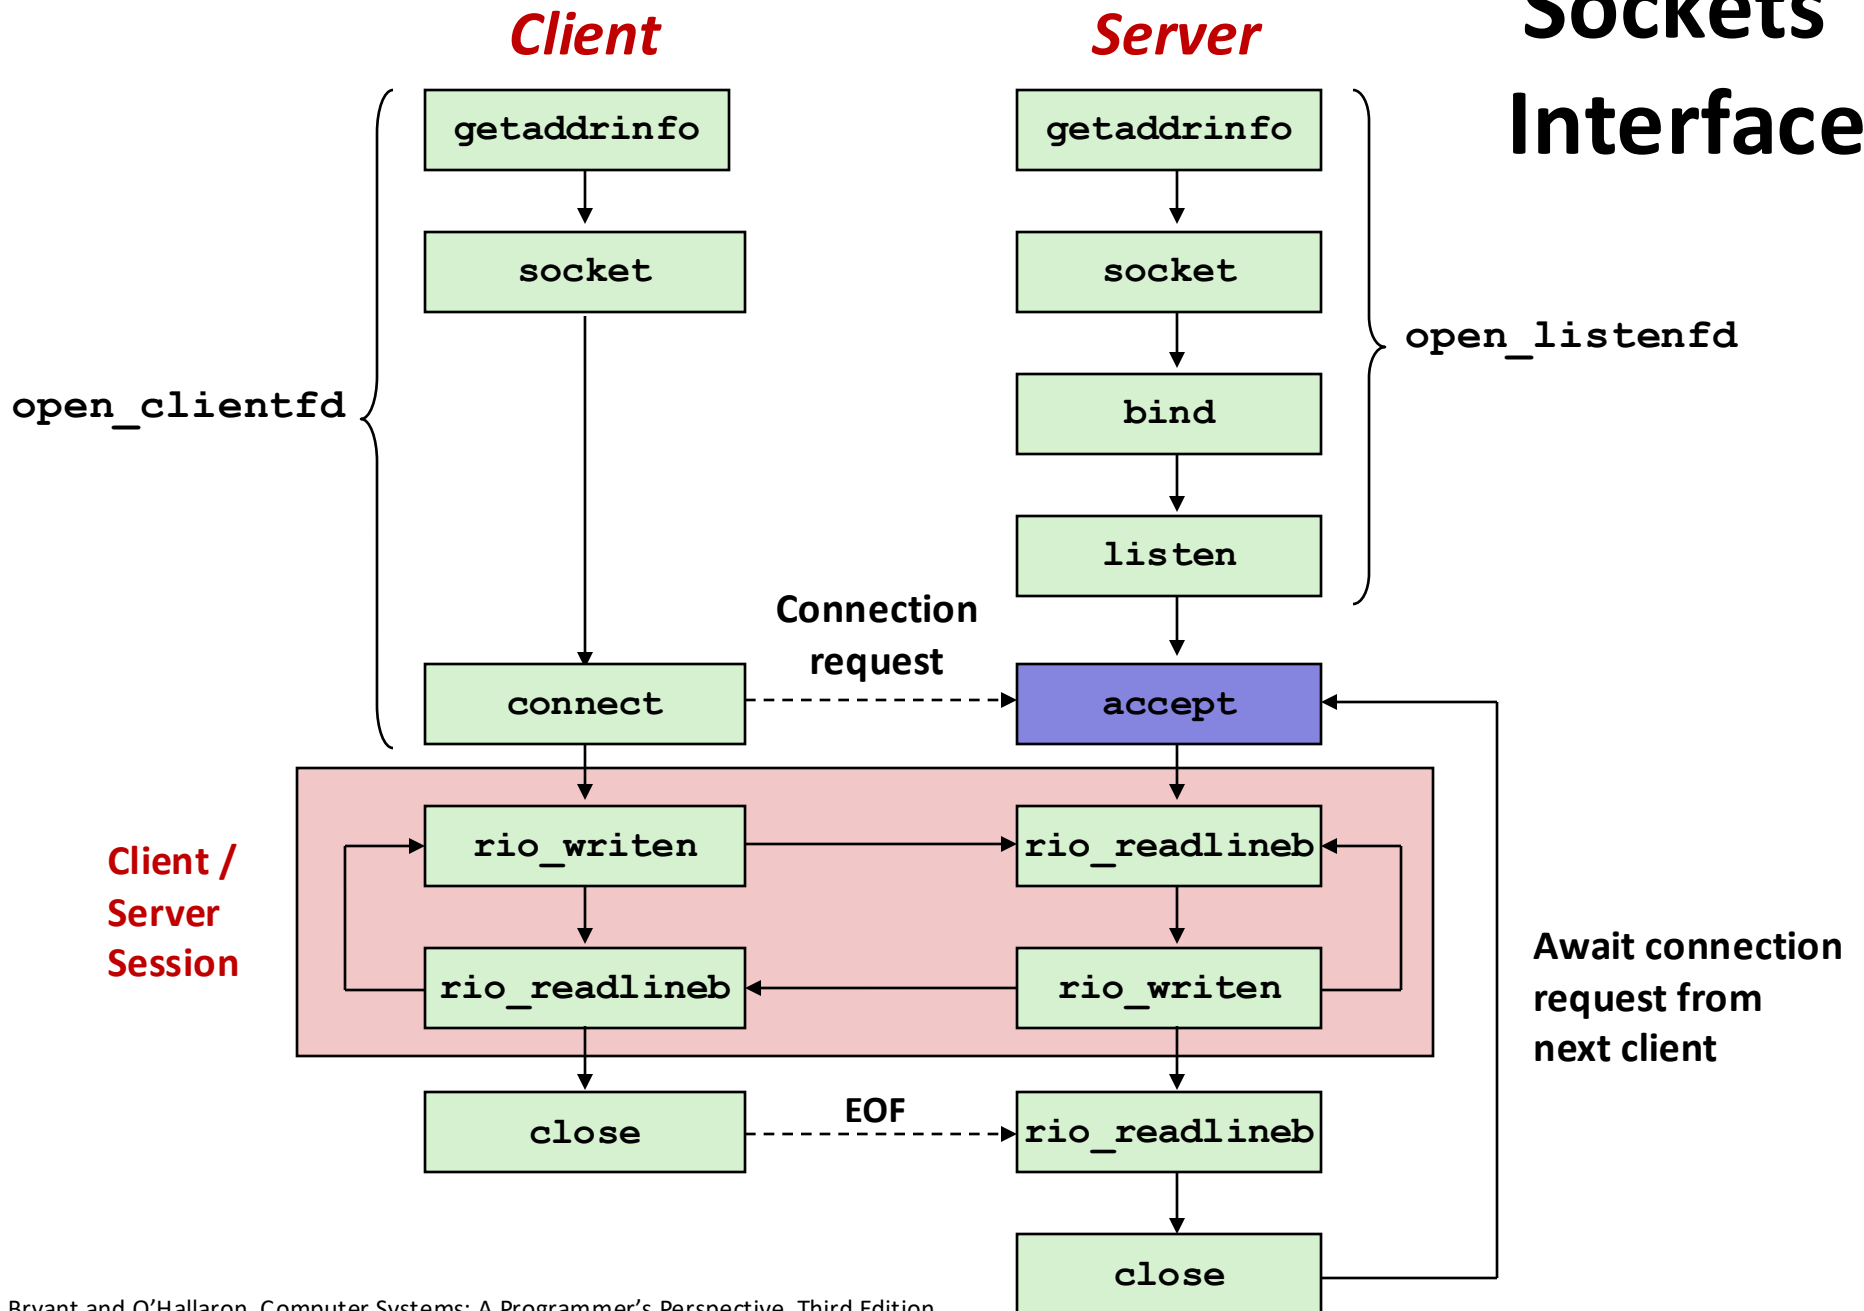 Sockets
Interface
Client
Server
getaddrinfo
getaddrinfo
socket
socket
open_listenfd
open_clientfd
bind
listen
Connection
request
connect
accept
Client /
Server
Session
rio_writen
rio_readlineb
rio_readlineb
rio_writen
Await connection
request from
next client
close
EOF
rio_readlineb
close
Bryant and O'Hallaron, Computer Systems: A Programmer's Perspective, Third Edition